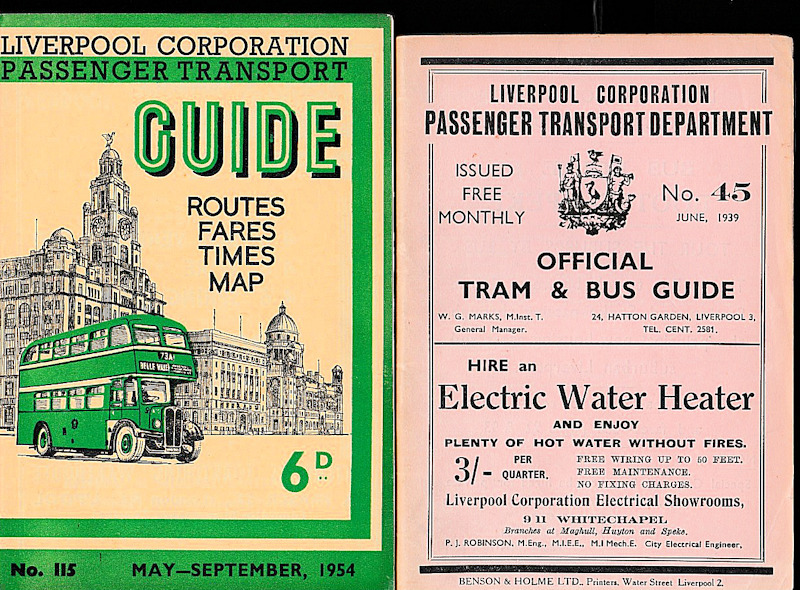 LIVERPOOL CORPORATION
PASSENGER TRANSPORT
GUIDE
ROUTES
FARES
TIMES
MAP
6D
No. 115 MAY—SEPTEMBER, 1954
LIVERPOOL CORPORATION
PASSENGER TRANSPORT DEPARTMENT
ISSUED
FREE
MONTHLY
No. 45
JUNE, 1939
OFFICIAL
TRAM & BUS GUIDE
W. G. MARKS, M.Inst. T.
General Manager.
24, HATTON GARDEN, LIVERPOOL 3,
TEL. CENT. 2581.
HIRE an
Electric Water Heater
AND ENJOY
PLENTY OF HOT WATER WITHOUT FIRES.
3/- PER
QUARTER.
FREE WIRING UP TO 50 FEET.
FREE MAINTENANCE.
NO FIXING CHARGES.
Liverpool Corporation Electrical Showrooms,
9 11 WHITECHAPEL
Branches at Maghull, Huyton and Speke.
P. J. ROBINSON, M.Eng., M.I.E.E., M.I Mech.E. City Electrical Engineer,
BENSON & HOLME LTD., Printers, Water Street Liverpool 2.